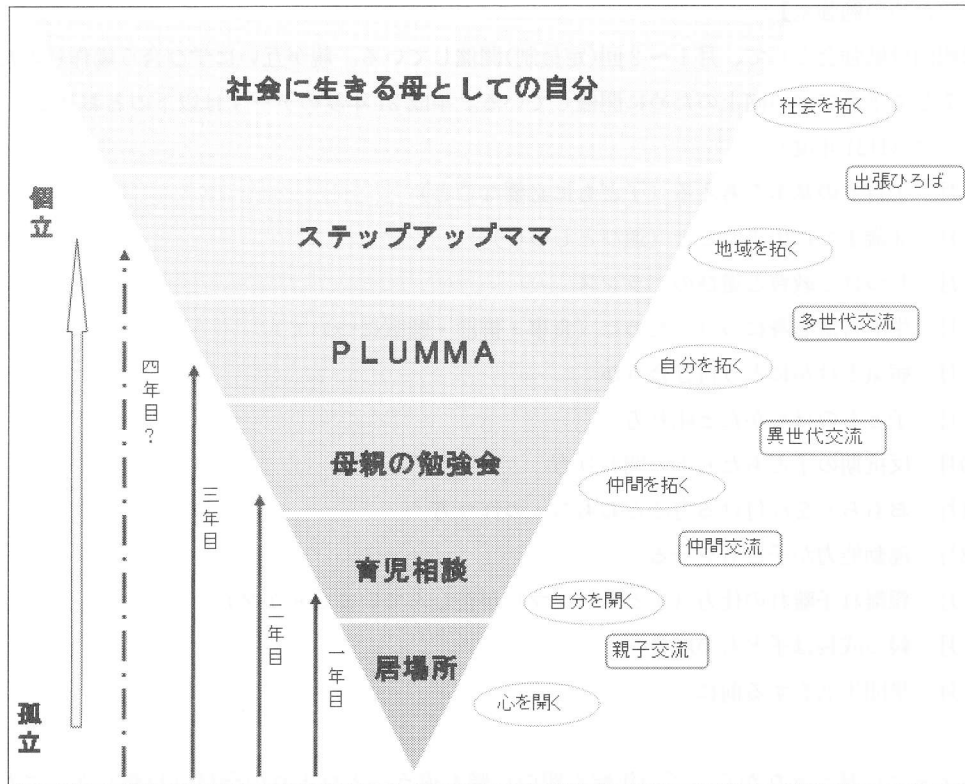 社会に生きる母としての自分
社会を拓く
出張ひろば
個立
ステップアップママ
地域を拓く
多世代交流
四年目?
PLUMMA
自分を拓く
三年目
異世代交流
母親の勉強会
仲間を拓く
二年目
仲間交流
育児相談
自分を開く
一年目
親子交流
居場所
心を開く
孤立